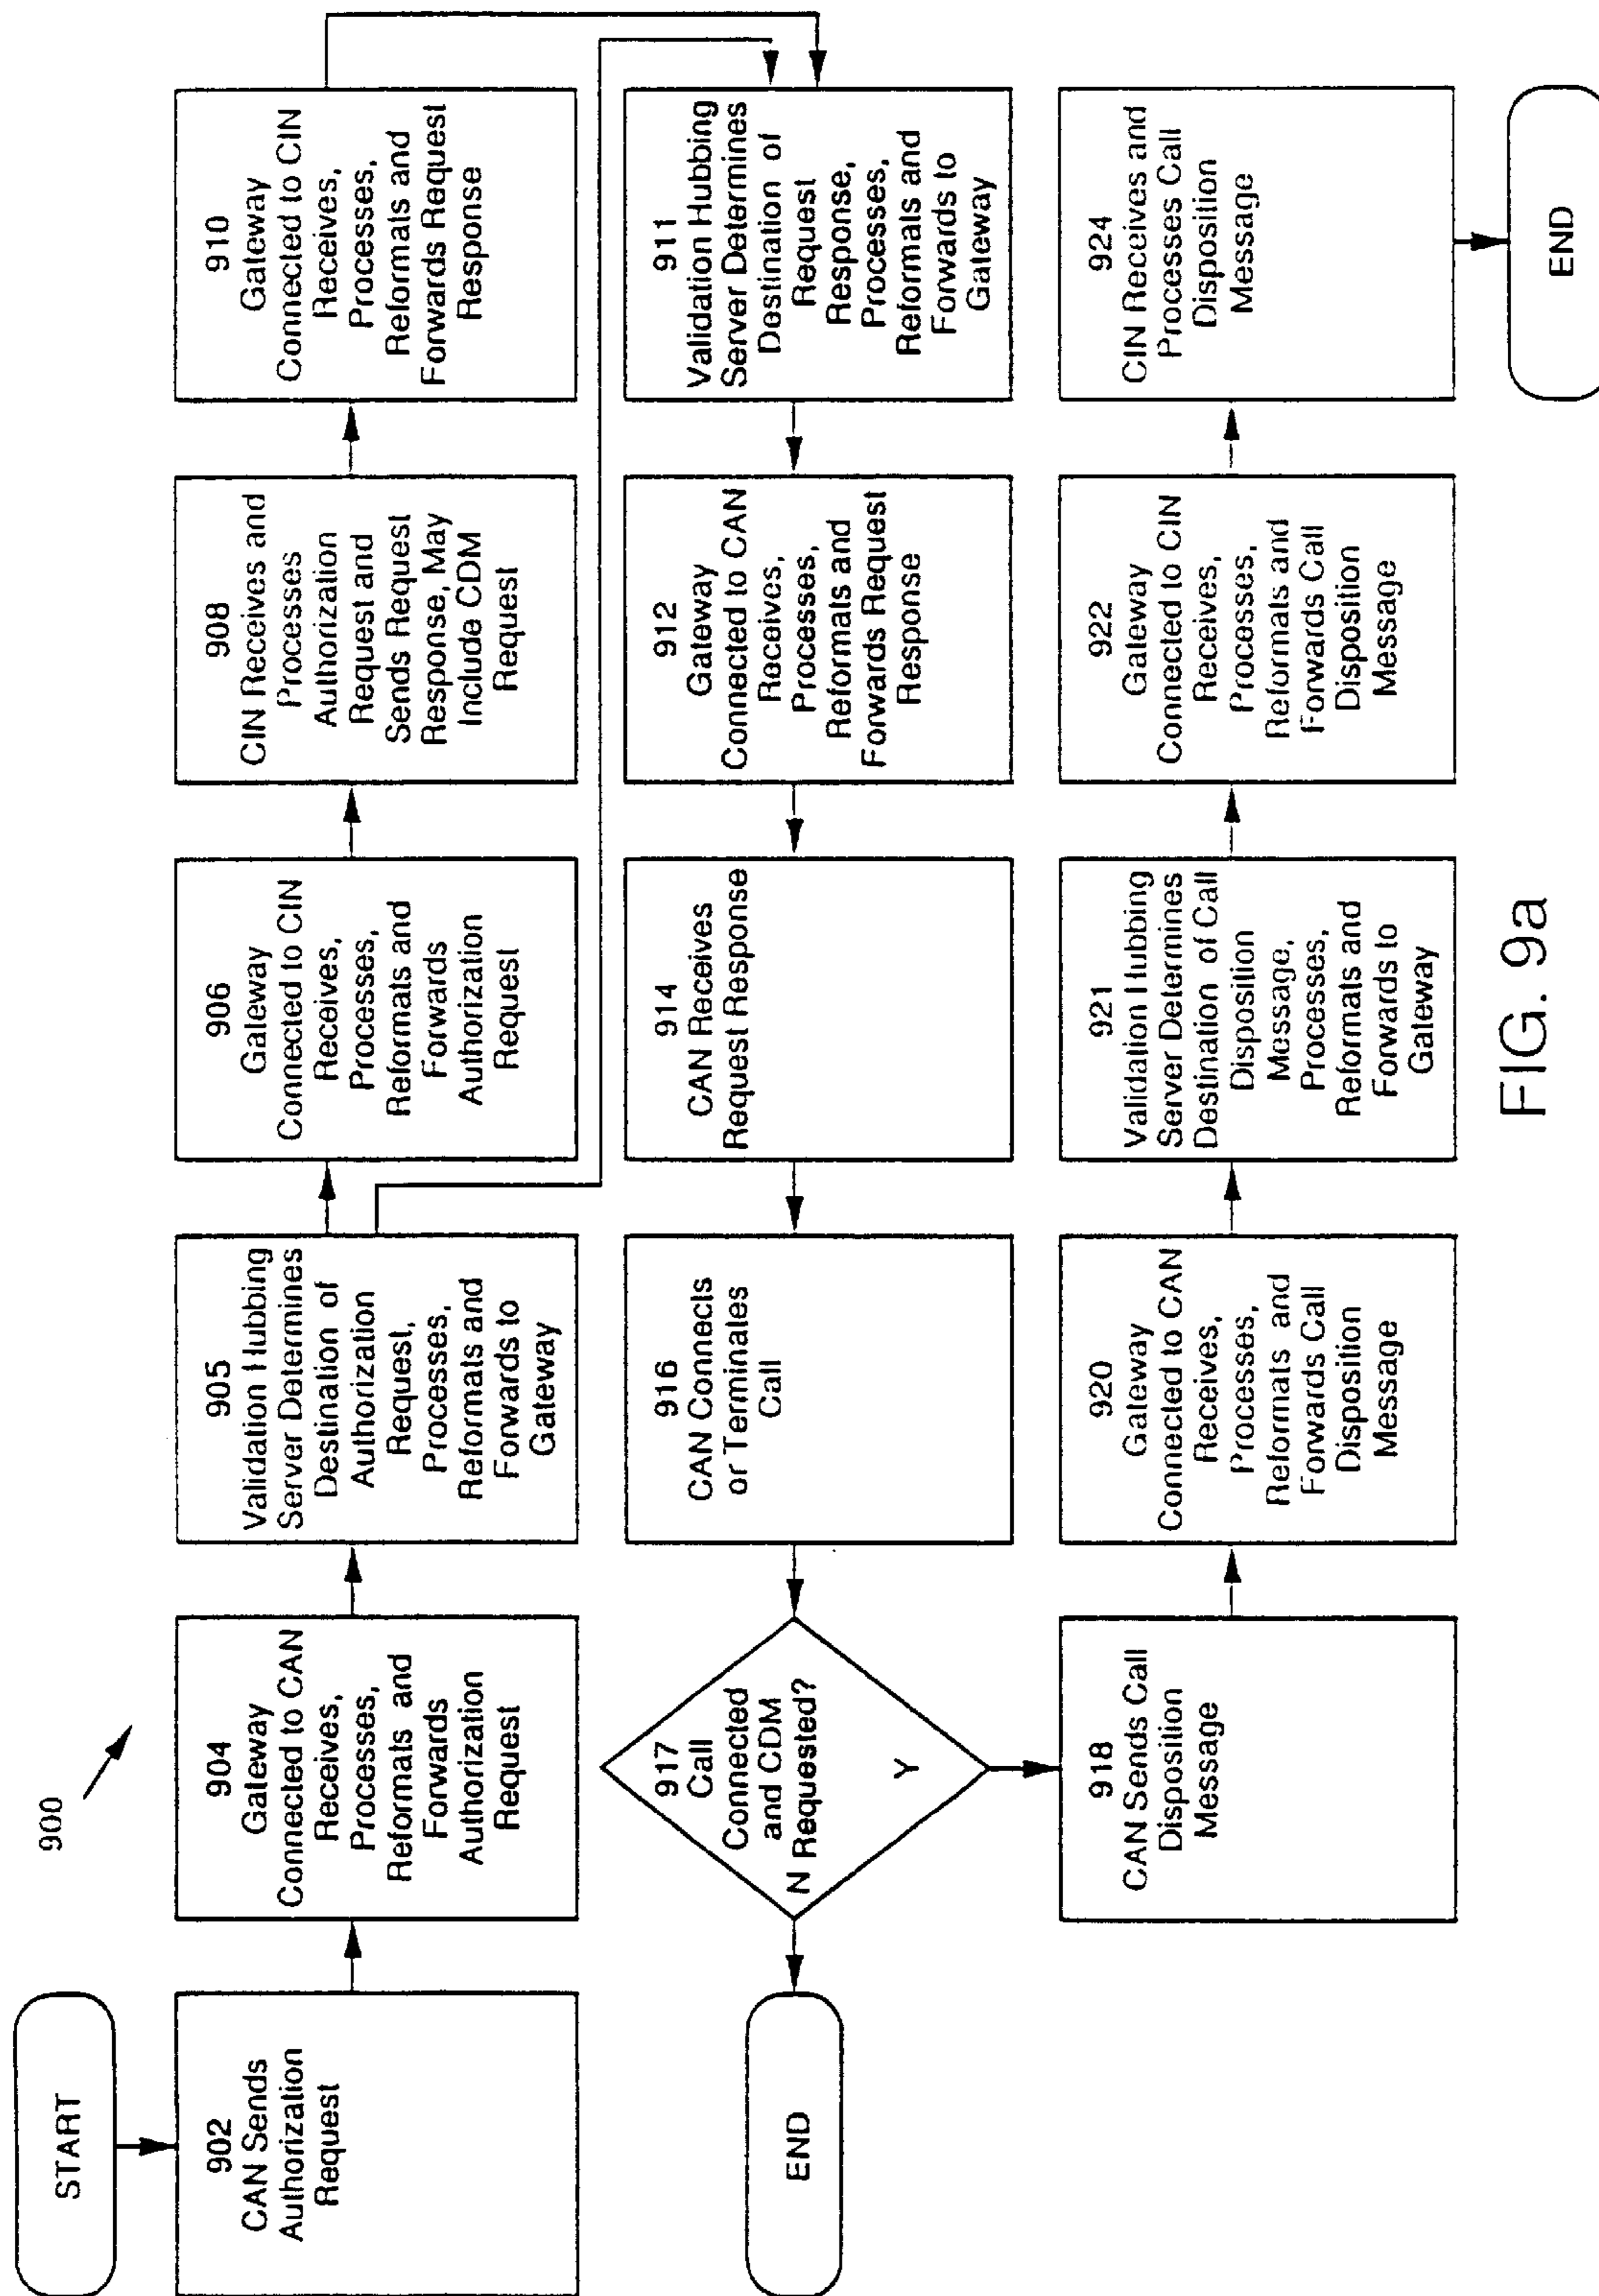 900
START
902
CAN Sends
Authorization
Request
904
Gateway
Connected to CAN
Receives,
Processes,
Reformats and
Forwards
Authorization
Request
905
Validation Hubbing
Server Determines
Destination of
Authorization
Request,
Processes,
Reformats and
Forwards to
Gateway
906
Gateway
Connected to CIN
Receives,
Processes,
Reformats and
Forwards
Authorization
Request
908
CIN Receives and
Processes
Authorization
Request and
Sends Request
Response, May
Include CDM
Request
910
Gateway
Connected to CIN
Receives,
Processes,
Reformats and
Forwards Request
Response
911
Validation Hubbing
Server Determines
Destination of
Request
Response,
Processes,
Reformats and
Forwards to
Gateway
912
Gateway
Connected to CAN
Receives,
Processes,
Reformats and
Forwards Request
Response
914
CAN Receives
Request Response
916
CAN Connects
or Terminates
Call
917
Call
Connected
and CDM
Requested?
N
Y
END
918
CAN Sends Call
Disposition
Message
920
Gateway
Connected to CAN
Receives,
Processes,
Reformats and
Forwards Call
Disposition
Message
921
Validation Hubbing
Server Determines
Destination of Call
Disposition
Message,
Processes,
Reformats and
Forwards to
Gateway
922
Gateway
Connected to CIN
Receives,
Processes,
Reformats and
Forwards Call
Disposition
Message
924
CIN Receives and
Processes Call
Disposition
Message
END
FIG. 9a